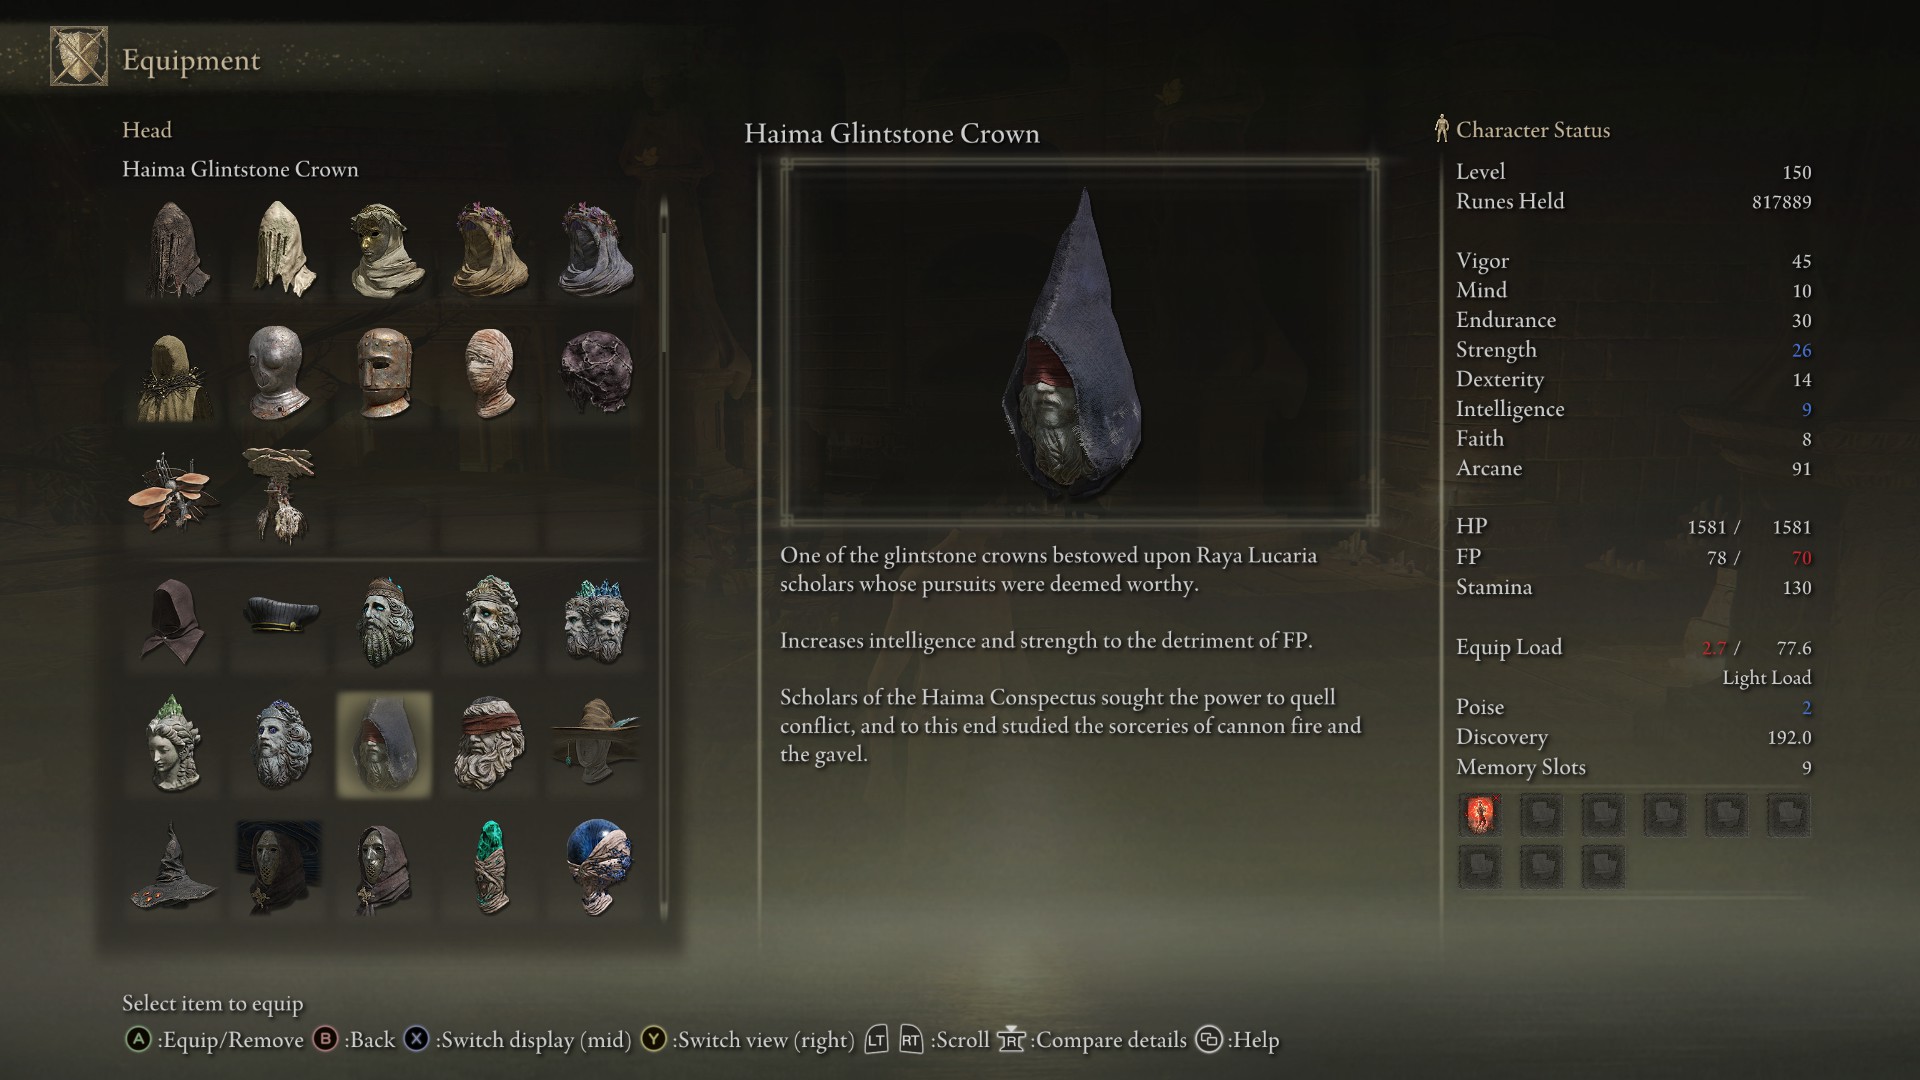 Equipment
Head
Haima Glintstone Crown
Haima Glintstone Crown
One of the glintstone crowns bestowed upon Raya Lucaria
scholars whose pursuits were deemed worthy.
Increases intelligence and strength to the detriment of FP.
Scholars of the Haima Conspectus sought the power to quell
conflict, and to this end studied the sorceries of cannon fire and
the gavel.
Character Status
Level 150
Runes Held 817889
Vigor 45
Mind 10
Endurance 30
Strength 26
Dexterity 14
Intelligence 9
Faith 8
Arcane 91
HP 1581 / 1581
FP 78 / 70
Stamina 130
Equip Load 2.7 / 77.6
Light Load
Poise 2
Discovery 192.0
Memory Slots 9
Select item to equip
A :Equip/Remove B :Back X :Switch display (mid) Y :Switch view (right) LT RT :Scroll R :Compare details :Help